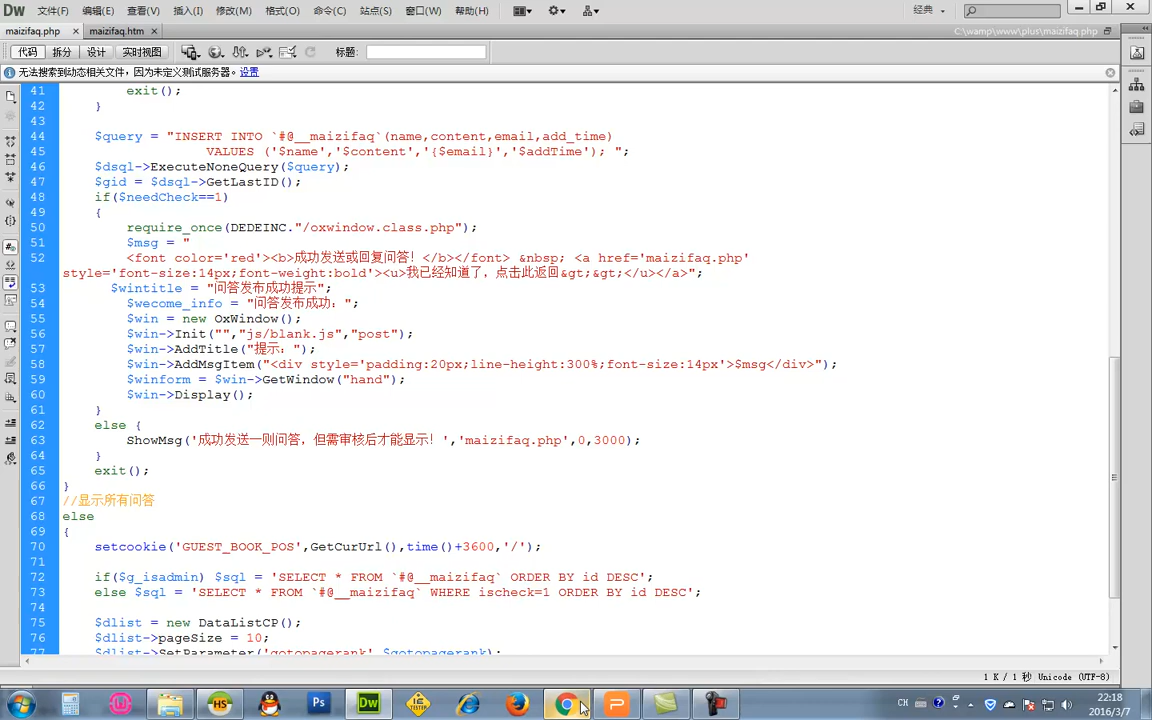 Dw 文件(F) 编辑(E) 查看(V) 插入(I) 修改(M) 格式(O) 命令(C) 站点(S) 窗口(W) 帮助(H) 经典
maizifaq.php × maizifaq.htm × C:\wamp\www\plus\maizifaq.php
代码 拆分 设计 实时视图 标题:
无法搜索到动态相关文件，因为未定义测试服务器。 设置
41 exit();
42 }
43
44 $query = "INSERT INTO `#@__maizifaq`(name,content,email,add_time)
45 VALUES ('$name','$content','{$email}','$addTime'); ";
46 $dsql->ExecuteNoneQuery($query);
47 $gid = $dsql->GetLastID();
48 if($needCheck==1)
49 {
50 require_once(DEDEINC."/oxwindow.class.php");
51 $msg = "
52 <font color='red'><b>成功发送或回复问答！</b></font> &nbsp; <a href='maizifaq.php'
style='font-size:14px;font-weight:bold'><u>我已经知道了，点击此返回&gt;&gt;</u></a>";
53 $wintitle = "问答发布成功提示";
54 $wecome_info = "问答发布成功：";
55 $win = new OxWindow();
56 $win->Init("","js/blank.js","post");
57 $win->AddTitle("提示：");
58 $win->AddMsgItem("<div style='padding:20px;line-height:300%;font-size:14px'>$msg</div>");
59 $winform = $win->GetWindow("hand");
60 $win->Display();
61 }
62 else {
63 ShowMsg('成功发送一则问答，但需审核后才能显示！','maizifaq.php',0,3000);
64 }
65 exit();
66 }
67 //显示所有问答
68 else
69 {
70 setcookie('GUEST_BOOK_POS',GetCurUrl(),time()+3600,'/');
71
72 if($g_isadmin) $sql = 'SELECT * FROM `#@__maizifaq` ORDER BY id DESC';
73 else $sql = 'SELECT * FROM `#@__maizifaq` WHERE ischeck=1 ORDER BY id DESC';
74
75 $dlist = new DataListCP();
76 $dlist->pageSize = 10;
77 $dlist->SetParameter('gotopagerank',$gotopagerank);
1 K / 1 秒 Unicode (UTF-8)
HS Ps Dw CH 22:18
2016/3/7